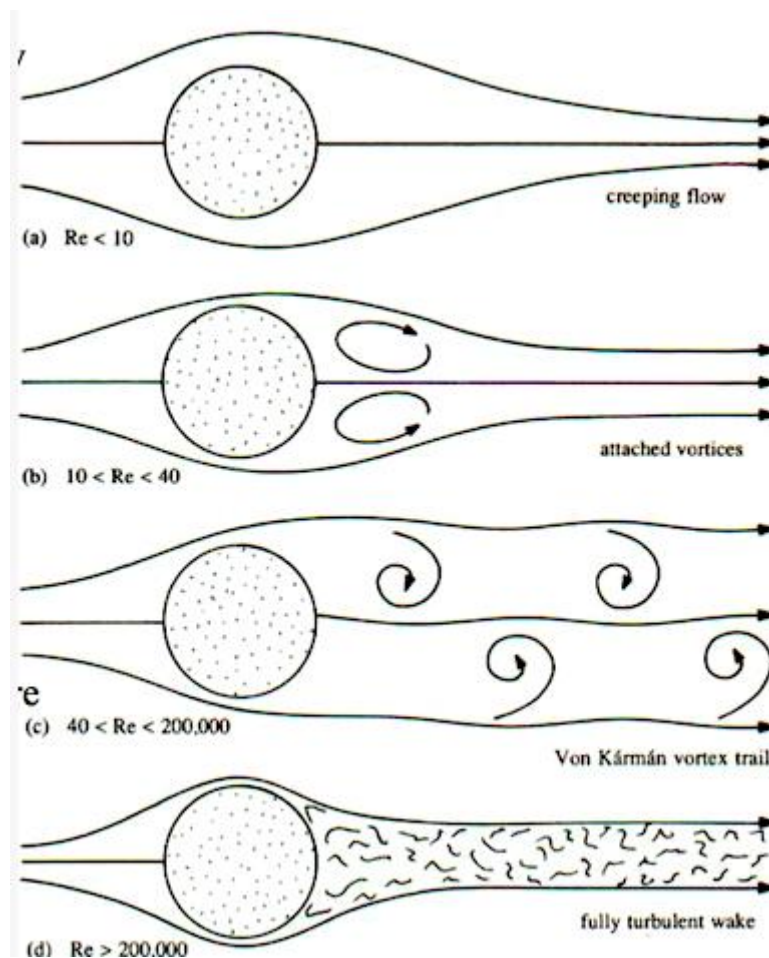 y
creeping flow
(a) Re < 10
attached vortices
(b) 10 < Re < 40
re
(c) 40 < Re < 200,000
Von Kármán vortex trail
fully turbulent wake
(d) Re > 200,000